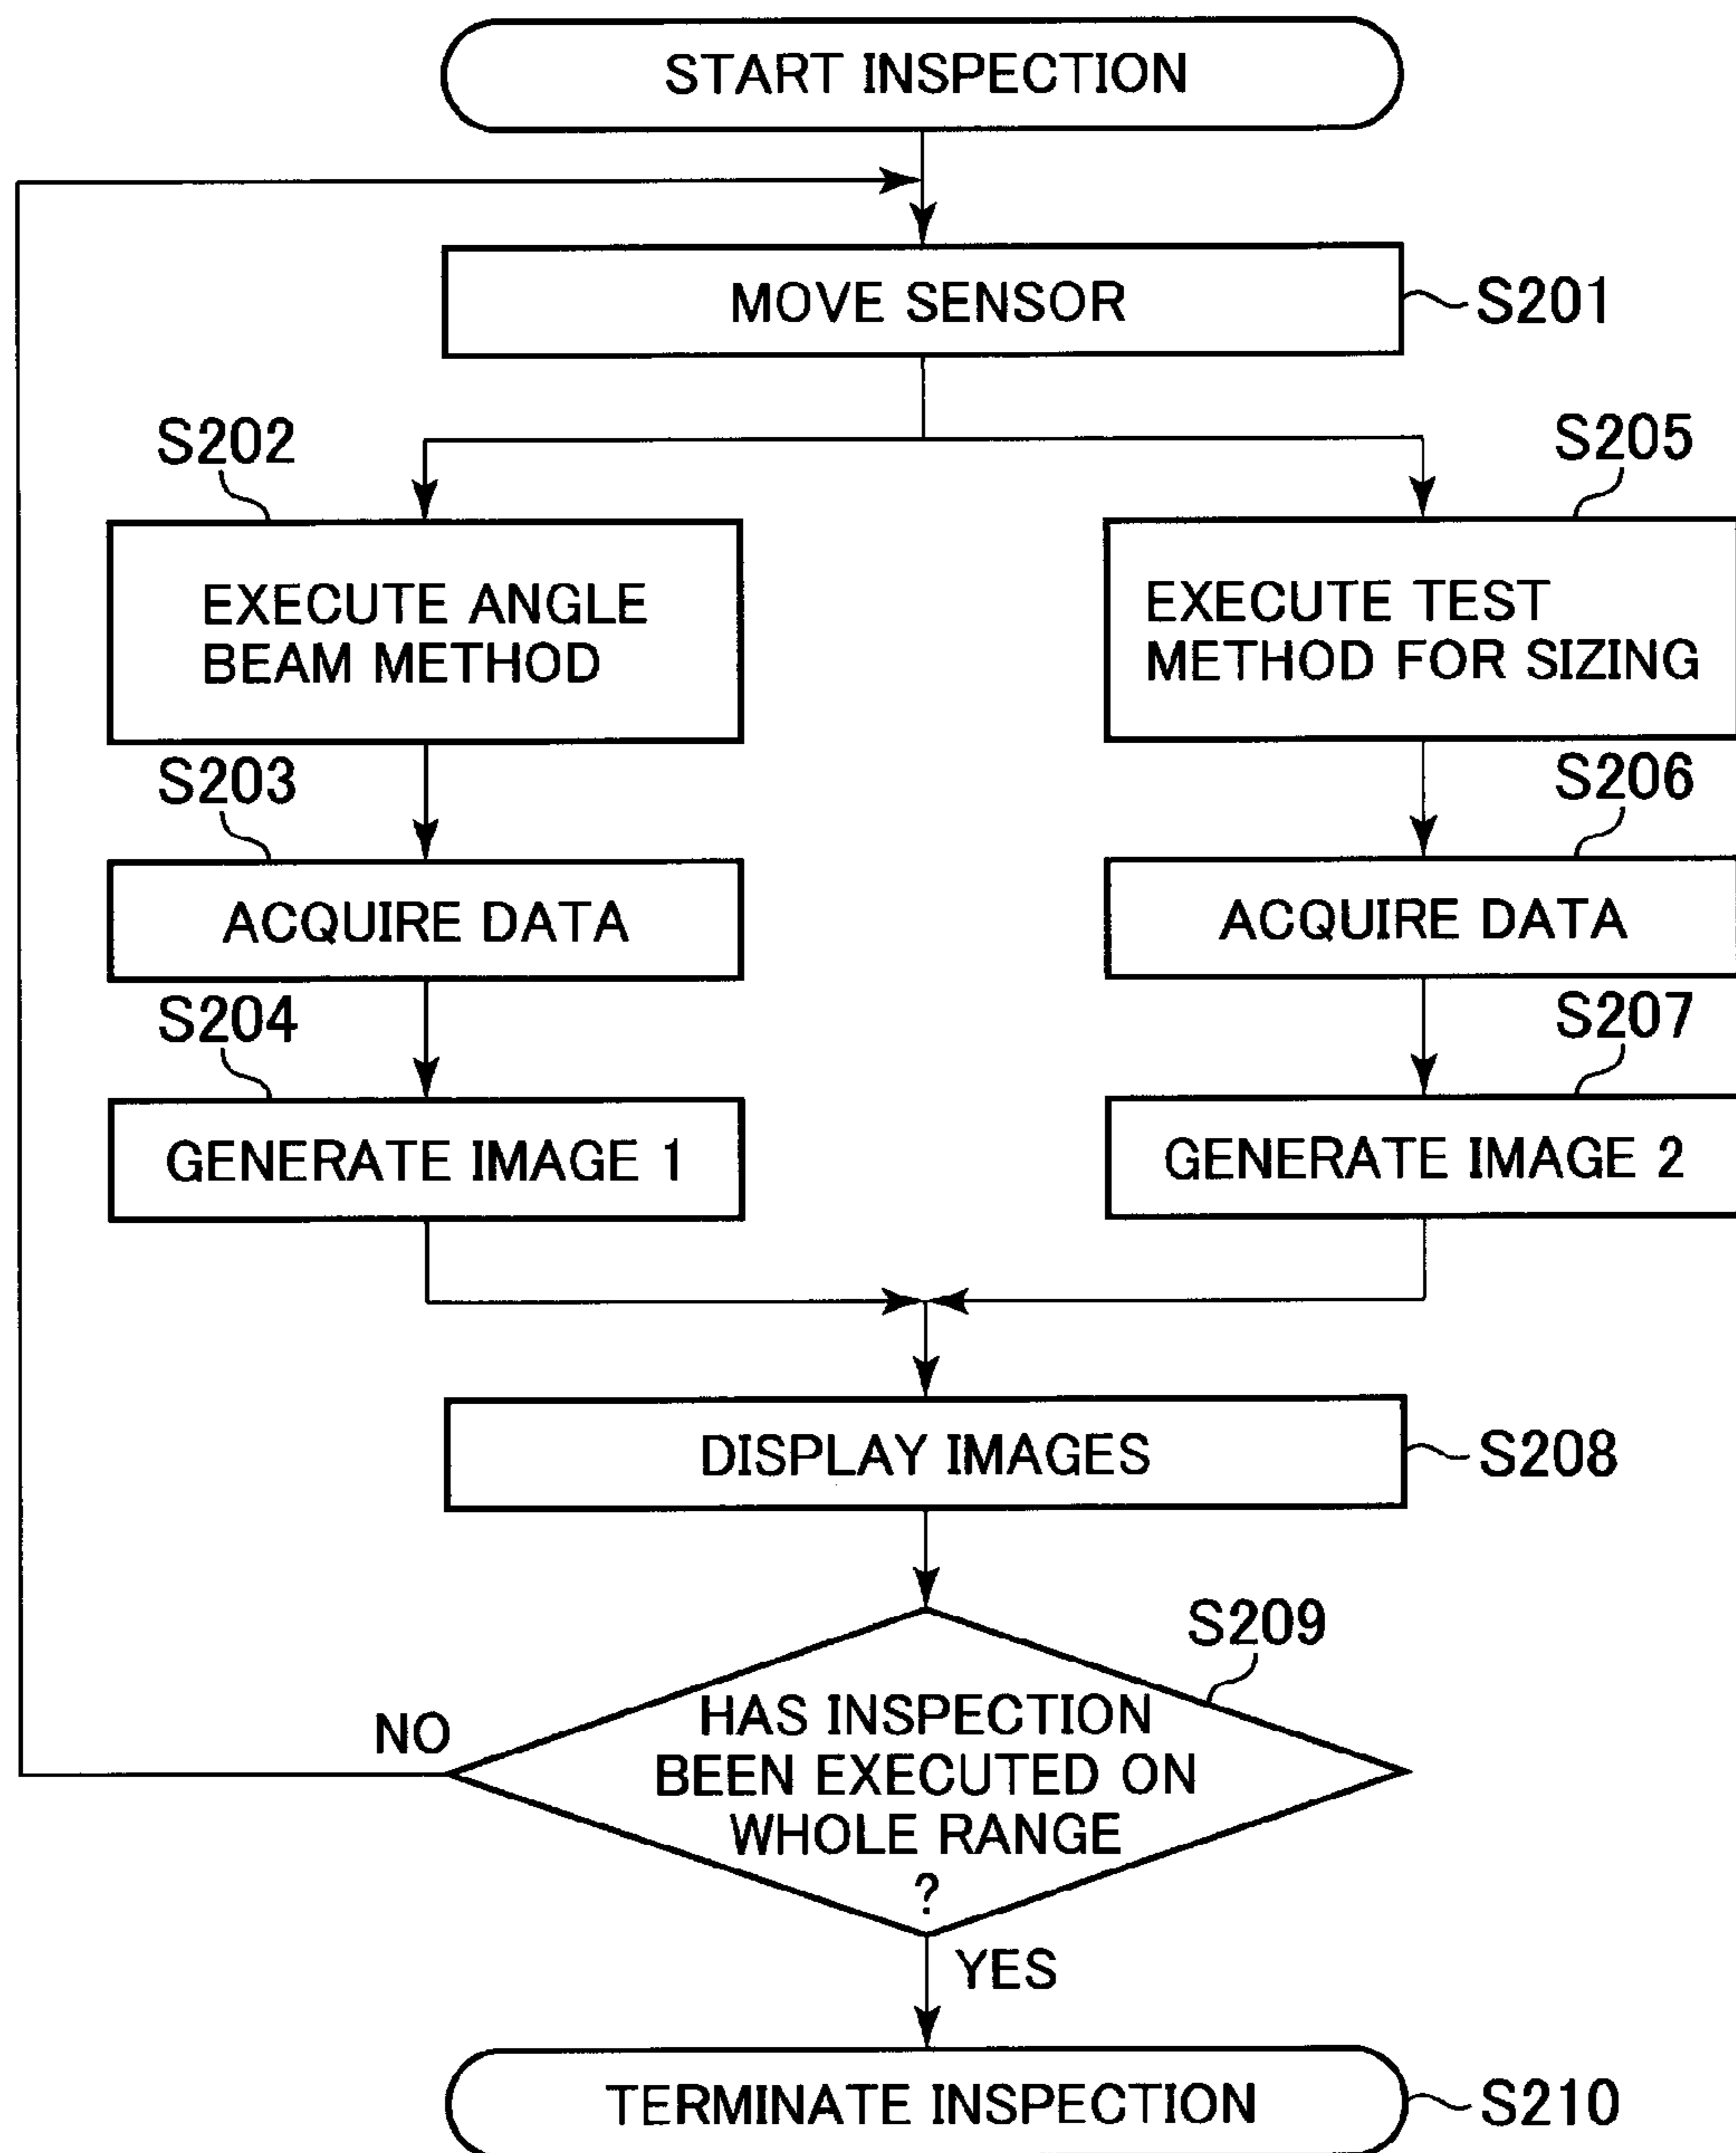 START INSPECTION
MOVE SENSOR
S201
S202
EXECUTE ANGLE
BEAM METHOD
S203
ACQUIRE DATA
S204
GENERATE IMAGE 1
S205
EXECUTE TEST
METHOD FOR SIZING
S206
ACQUIRE DATA
S207
GENERATE IMAGE 2
DISPLAY IMAGES
S208
S209
HAS INSPECTION
BEEN EXECUTED ON
WHOLE RANGE
?
NO
YES
TERMINATE INSPECTION
S210